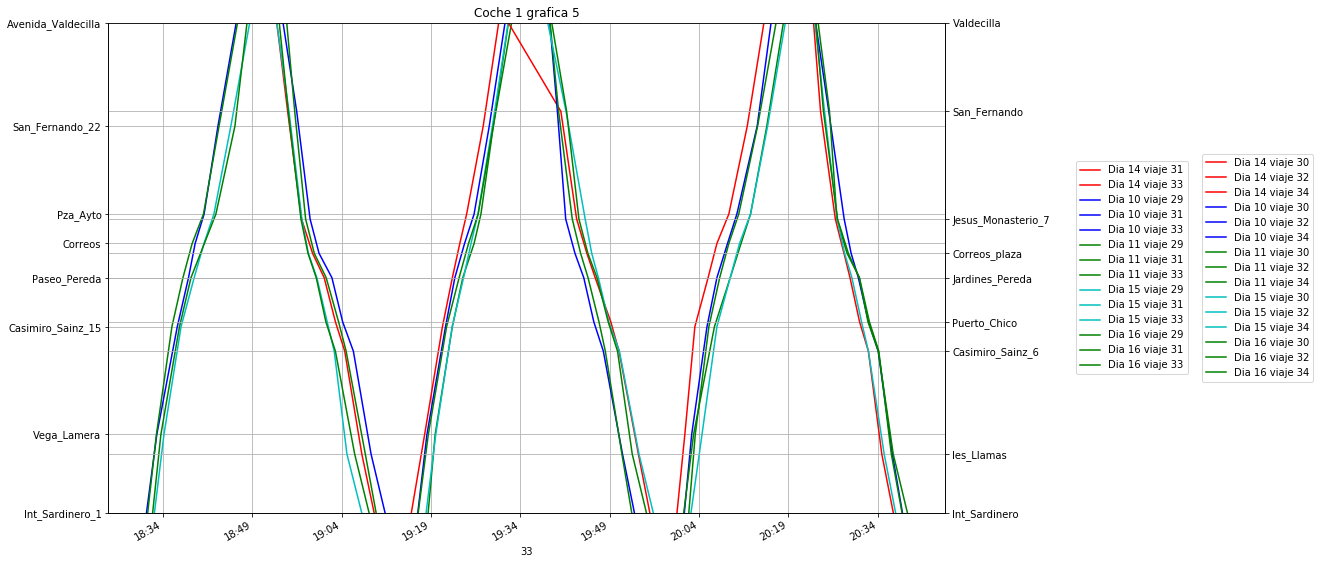 Coche 1 grafica 5
Avenida_Valdecilla
San_Fernando_22
Pza_Ayto
Correos
Paseo_Pereda
Casimiro_Sainz_15
Vega_Lamera
Int_Sardinero_1
Valdecilla
San_Fernando
Jesus_Monasterio_7
Correos_plaza
Jardines_Pereda
Puerto_Chico
Casimiro_Sainz_6
Ies_Llamas
Int_Sardinero
18:34
18:49
19:04
19:19
19:34
19:49
20:04
20:19
20:34
33
Dia 14 viaje 31
Dia 14 viaje 33
Dia 10 viaje 29
Dia 10 viaje 31
Dia 10 viaje 33
Dia 11 viaje 29
Dia 11 viaje 31
Dia 11 viaje 33
Dia 15 viaje 29
Dia 15 viaje 31
Dia 15 viaje 33
Dia 16 viaje 29
Dia 16 viaje 31
Dia 16 viaje 33
Dia 14 viaje 30
Dia 14 viaje 32
Dia 14 viaje 34
Dia 10 viaje 30
Dia 10 viaje 32
Dia 10 viaje 34
Dia 11 viaje 30
Dia 11 viaje 32
Dia 11 viaje 34
Dia 15 viaje 30
Dia 15 viaje 32
Dia 15 viaje 34
Dia 16 viaje 30
Dia 16 viaje 32
Dia 16 viaje 34